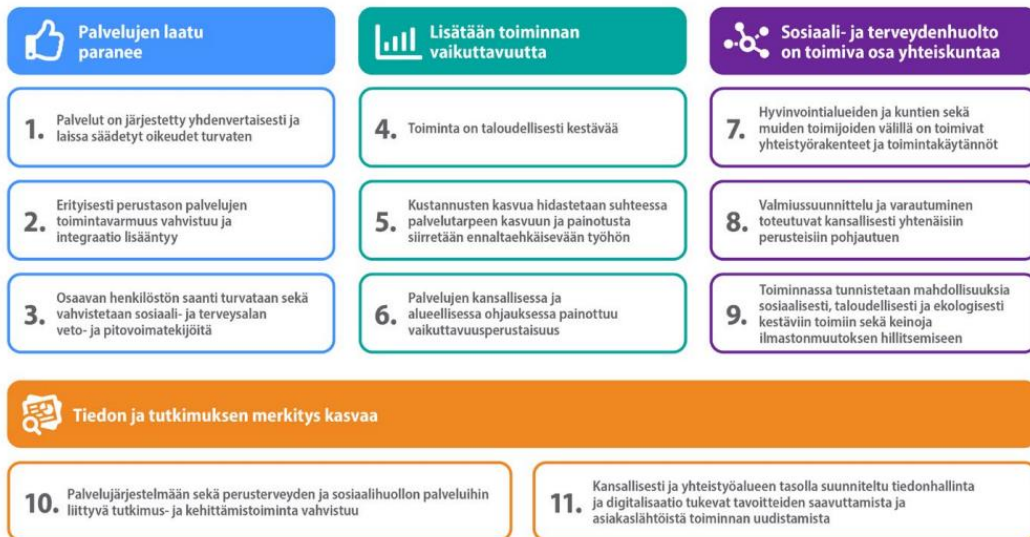 Palvelujen laatu
paranee
1. Palvelut on järjestetty yhdenvertaisesti ja
laissa säädetyt oikeudet turvaten
2. Erityisesti perustason palvelujen
toimintavarmuus vahvistuu ja
integraatio lisääntyy
3. Osaavan henkilöstön saanti turvataan sekä
vahvistetaan sosiaali- ja terveysalan
veto- ja pitovoimatekijöitä
Lisätään toiminnan
vaikuttavuutta
4. Toiminta on taloudellisesti kestävää
5. Kustannusten kasvua hidastetaan suhteessa
palvelutarpeen kasvuun ja painotusta
siirretään ennaltaehkäisevään työhön
6. Palvelujen kansallisessa ja
alueellisessa ohjauksessa painottuu
vaikuttavuusperustaisuus
Sosiaali- ja terveydenhuolto
on toimiva osa yhteiskuntaa
7. Hyvinvointialueiden ja kuntien sekä
muiden toimijoiden välillä on toimivat
yhteistyörakenteet ja toimintakäytännöt
8. Valmiussuunnittelu ja varautuminen
toteutuvat kansallisesti yhtenäisiin
perusteisiin pohjautuen
9. Toiminnassa tunnistetaan mahdollisuuksia
sosiaalisesti, taloudellisesti ja ekologisesti
kestäviin toimiin sekä keinoja
ilmastonmuutoksen hillitsemiseen
Tiedon ja tutkimuksen merkitys kasvaa
10. Palvelujärjestelmään sekä perusterveyden ja sosiaalihuollon palveluihin
liittyvä tutkimus- ja kehittämistoiminta vahvistuu
11. Kansallisesti ja yhteistyöalueen tasolla suunniteltu tiedonhallinta
ja digitalisaatio tukevat tavoitteiden saavuttamista ja
asiakaslähtöistä toiminnan uudistamista